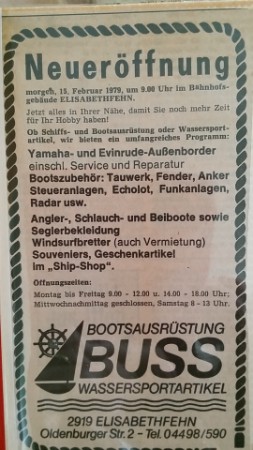 Neueröffnung
morgen, 15. Februar 1979, um 9.00 Uhr im Bahnhofs-
gebäude ELISABETHFEHN.
Jetzt alles in Ihrer Nähe, damit Sie noch mehr Zeit
für Ihr Hobby haben!
Ob Schiffs- und Bootsausrüstung oder Wassersport-
artikel, wir bieten ein umfangreiches Programm:
Yamaha- und Evinrude-Außenborder
einschl. Service und Reparatur
Bootszubehör: Tauwerk, Fender, Anker
Steueranlagen, Echolot, Funkanlagen,
Radar usw.
Angler-, Schlauch- und Beiboote sowie
Seglerbekleidung
Windsurfbretter (auch Vermietung)
Souveniers, Geschenkartikel
im „Ship-Shop".
Öffnungszeiten:
Montag bis Freitag 9.00 - 12.00 u. 14.00 - 18.00 Uhr,
Mittwochnachmittag geschlossen, Samstag 8 - 13 Uhr.
BOOTSAUSRÜSTUNG
BUSS
WASSERSPORTARTIKEL
2919 ELISABETHFEHN
Oldenburger Str. 2 - Tel. 04498/590